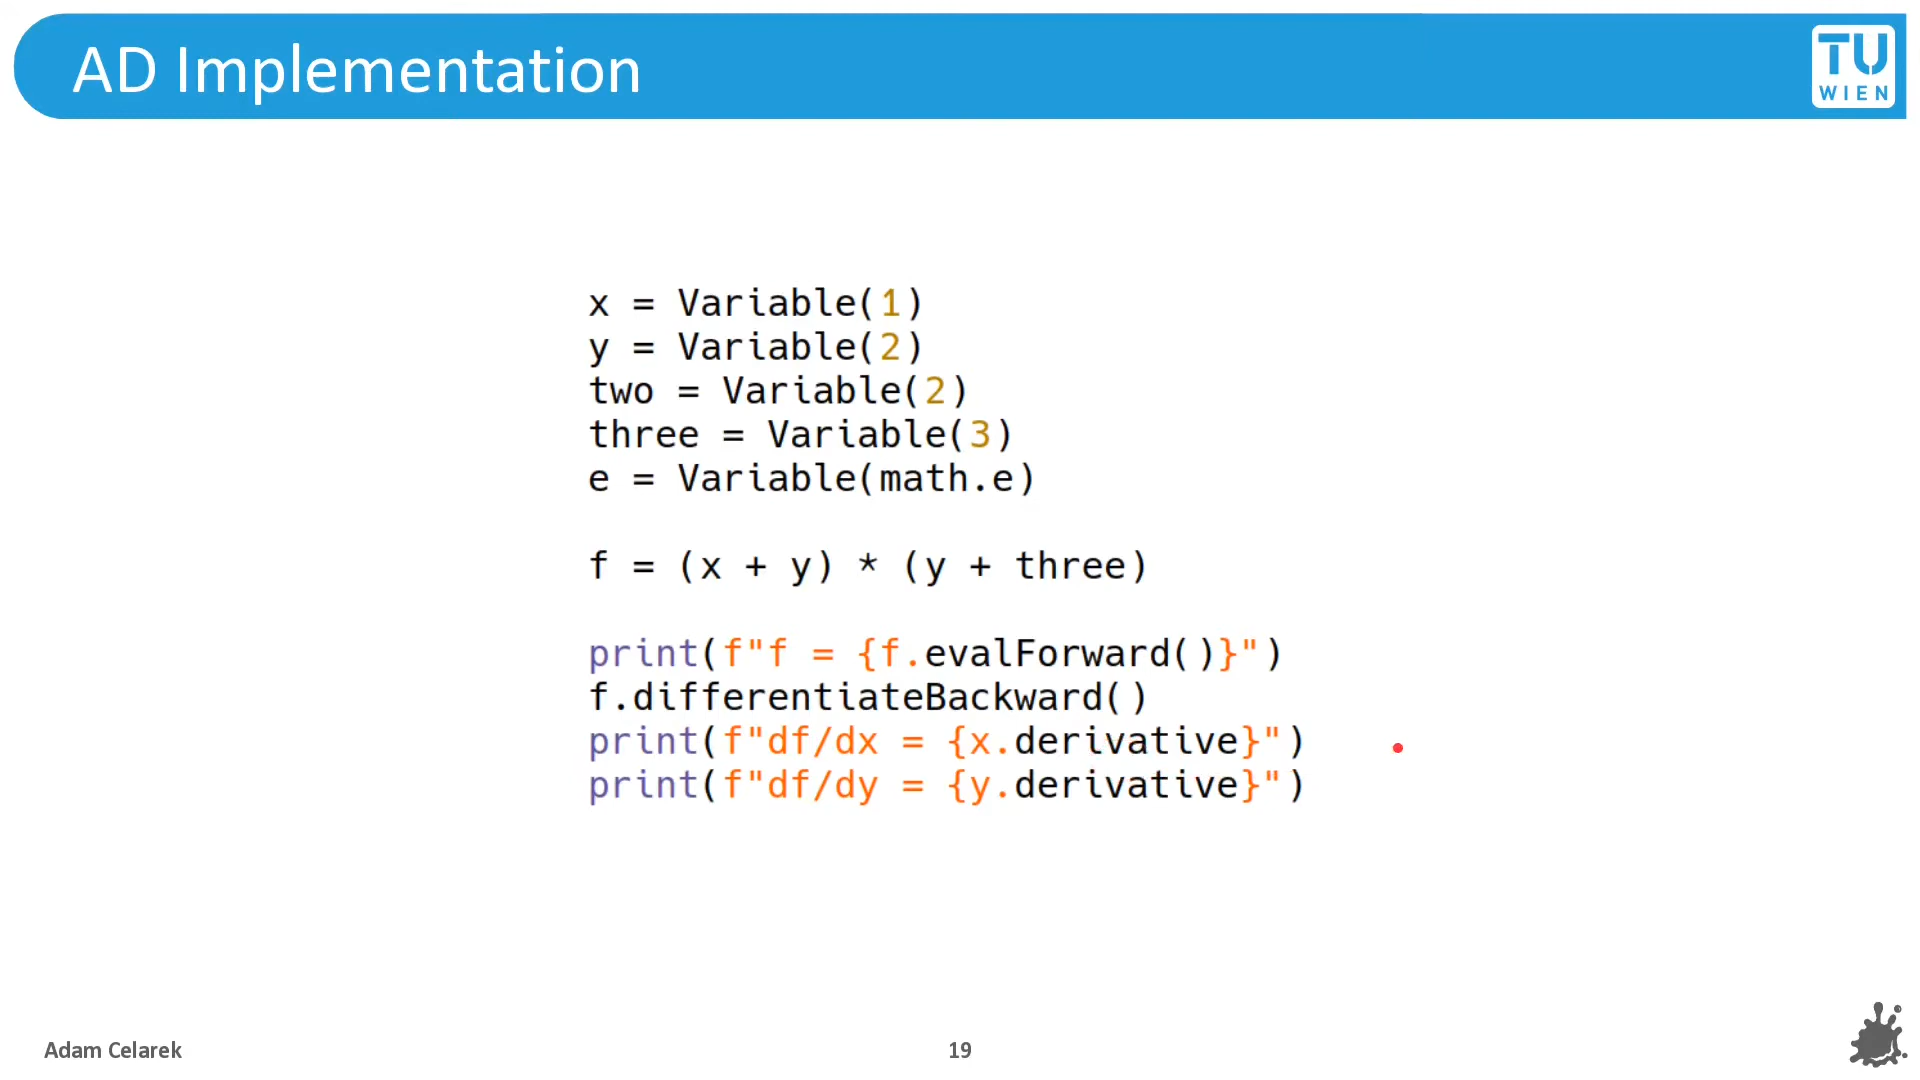 AD Implementation
TU
WIEN
x = Variable(1)
y = Variable(2)
two = Variable(2)
three = Variable(3)
e = Variable(math.e)
f = (x + y) * (y + three)
print(f"f = {f.evalForward()}")
f.differentiateBackward()
print(f"df/dx = {x.derivative}")
print(f"df/dy = {y.derivative}")
Adam Celarek
19